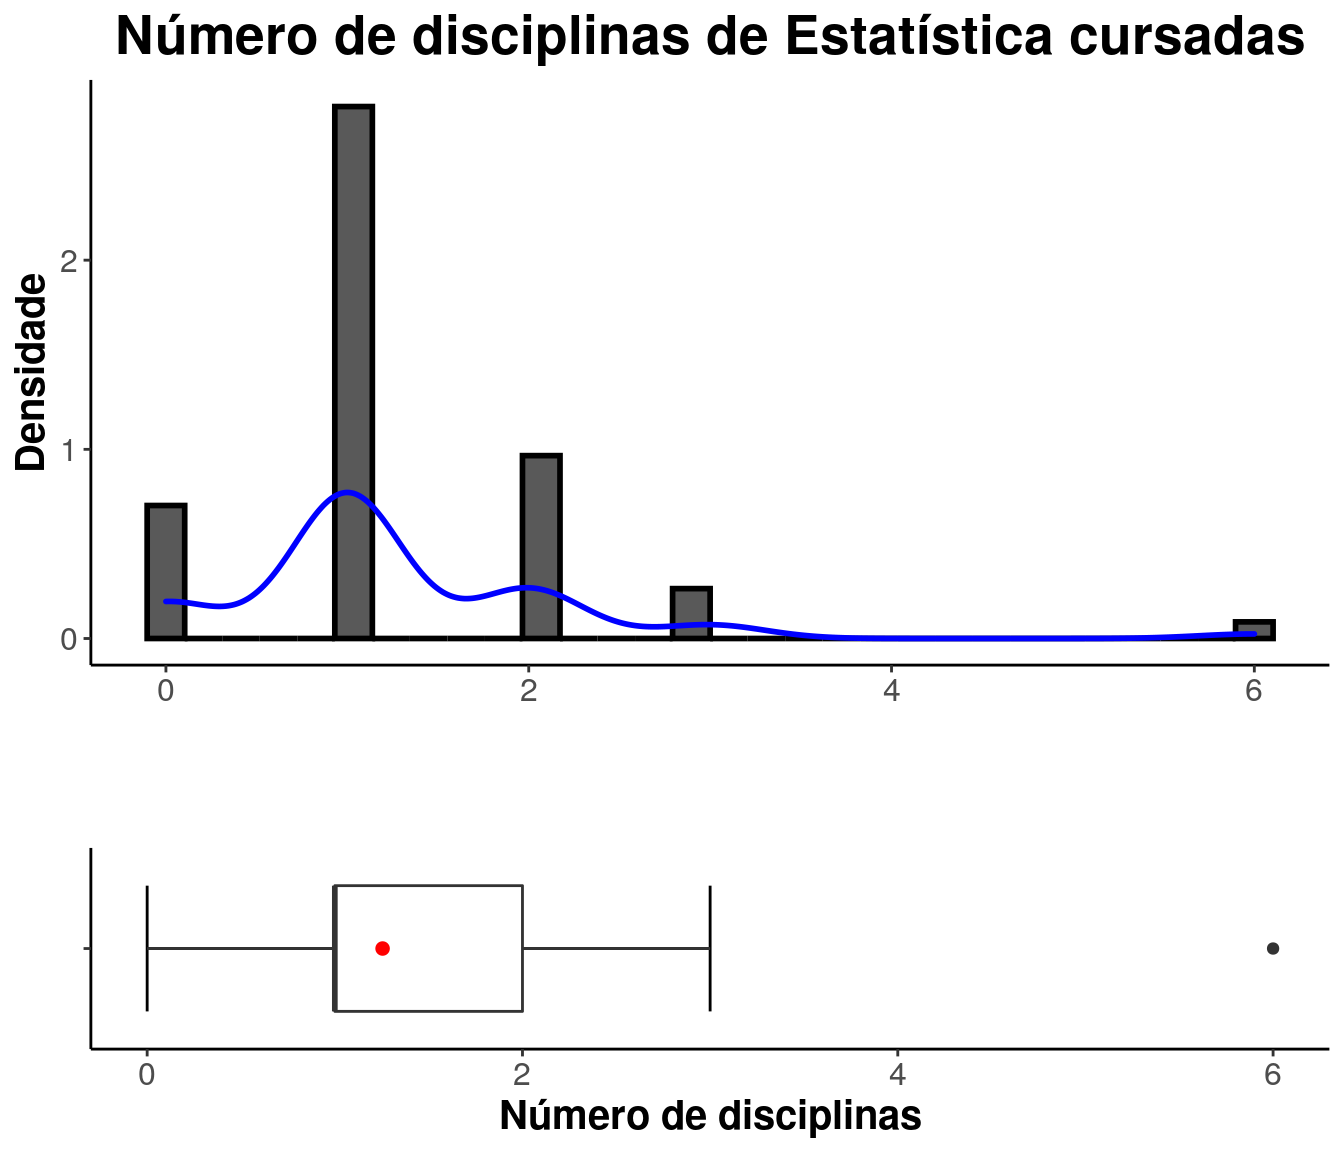 Número de disciplinas de Estatística cursadas
Densidade
2
1
0
0 2 4 6
0 2 4 6
Número de disciplinas